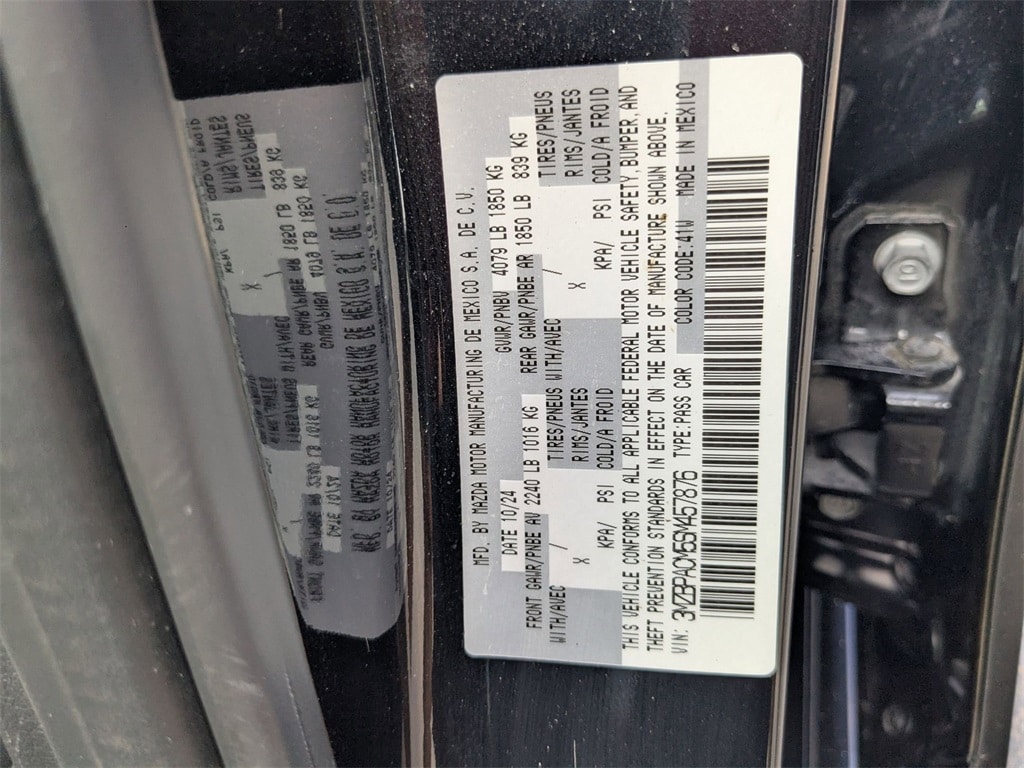 MFD. BY MAZDA MOTOR MANUFACTURING DE MEXICO S.A. DE C.V.
DATE 10/24 GVWR/PNBV 4079 LB 1850 KG
FRONT GAWR/PNBE AV 2240 LB 1016 KG REAR GAWR/PNBE AR 1850 LB 839 KG
WITH/AVEC / TIRES/PNEUS WITH/AVEC / TIRES/PNEUS
X RIMS/JANTES X RIMS/JANTES
KPA/ PSI COLD/A FROID KPA/ PSI COLD/A FROID
THIS VEHICLE CONFORMS TO ALL APPLICABLE FEDERAL MOTOR VEHICLE SAFETY, BUMPER, AND
THEFT PREVENTION STANDARDS IN EFFECT ON THE DATE OF MANUFACTURE SHOWN ABOVE.
VIN: 3MZBPACM5SM457876 TYPE: PASS CAR COLOR CODE: 41W MADE IN MEXICO